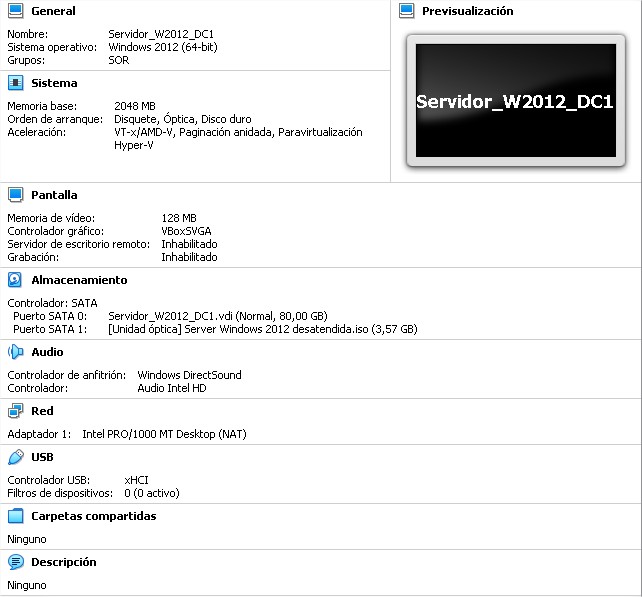 General
Nombre: Servidor_W2012_DC1
Sistema operativo: Windows 2012 (64-bit)
Grupos: SOR
Previsualización
Servidor_W2012_DC1
Sistema
Memoria base: 2048 MB
Orden de arranque: Disquete, Óptica, Disco duro
Aceleración: VT-x/AMD-V, Paginación anidada, Paravirtualización
Hyper-V
Pantalla
Memoria de vídeo: 128 MB
Controlador gráfico: VBoxSVGA
Servidor de escritorio remoto: Inhabilitado
Grabación: Inhabilitado
Almacenamiento
Controlador: SATA
Puerto SATA 0: Servidor_W2012_DC1.vdi (Normal, 80,00 GB)
Puerto SATA 1: [Unidad óptica] Server Windows 2012 desatendida.iso (3,57 GB)
Audio
Controlador de anfitrión: Windows DirectSound
Controlador: Audio Intel HD
Red
Adaptador 1: Intel PRO/1000 MT Desktop (NAT)
USB
Controlador USB: xHCI
Filtros de dispositivos: 0 (0 activo)
Carpetas compartidas
Ninguno
Descripción
Ninguno